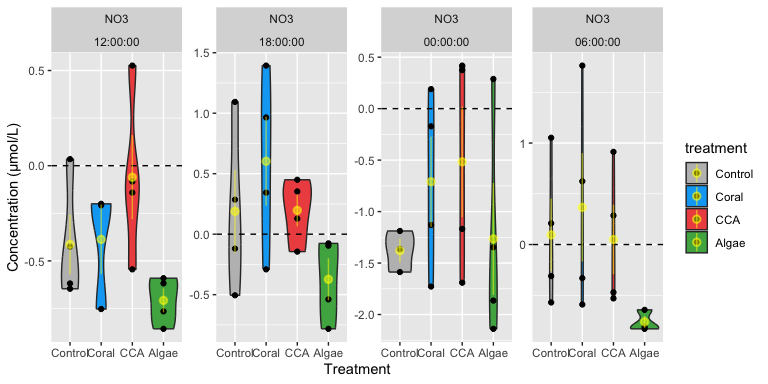 NO3 NO3 NO3 NO3
12:00:00 18:00:00 00:00:00 06:00:00
Concentration (μmol/L)
0.5
0.0
-0.5
1.5
1.0
0.5
0.0
-0.5
0.5
0.0
-0.5
-1.0
-1.5
-2.0
1
0
Control Coral CCA Algae Control Coral CCA Algae Control Coral CCA Algae Control Coral CCA Algae
Treatment
treatment
Control
Coral
CCA
Algae